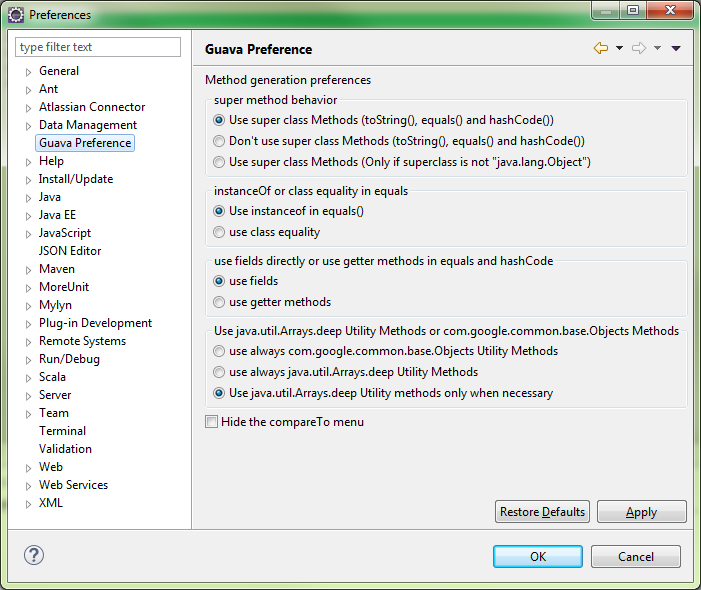 Preferences
type filter text
General
Ant
Atlassian Connector
Data Management
Guava Preference
Help
Install/Update
Java
Java EE
JavaScript
JSON Editor
Maven
MoreUnit
Mylyn
Plug-in Development
Remote Systems
Run/Debug
Scala
Server
Team
Terminal
Validation
Web
Web Services
XML
Guava Preference
Method generation preferences
super method behavior
Use super class Methods (toString(), equals() and hashCode())
Don't use super class Methods (toString(), equals() and hashCode())
Use super class Methods (Only if superclass is not "java.lang.Object")
instanceOf or class equality in equals
Use instanceof in equals()
use class equality
use fields directly or use getter methods in equals and hashCode
use fields
use getter methods
Use java.util.Arrays.deep Utility Methods or com.google.common.base.Objects Methods
use always com.google.common.base.Objects Utility Methods
use always java.util.Arrays.deep Utility Methods
Use java.util.Arrays.deep Utility methods only when necessary
Hide the compareTo menu
Restore Defaults
Apply
?
OK
Cancel